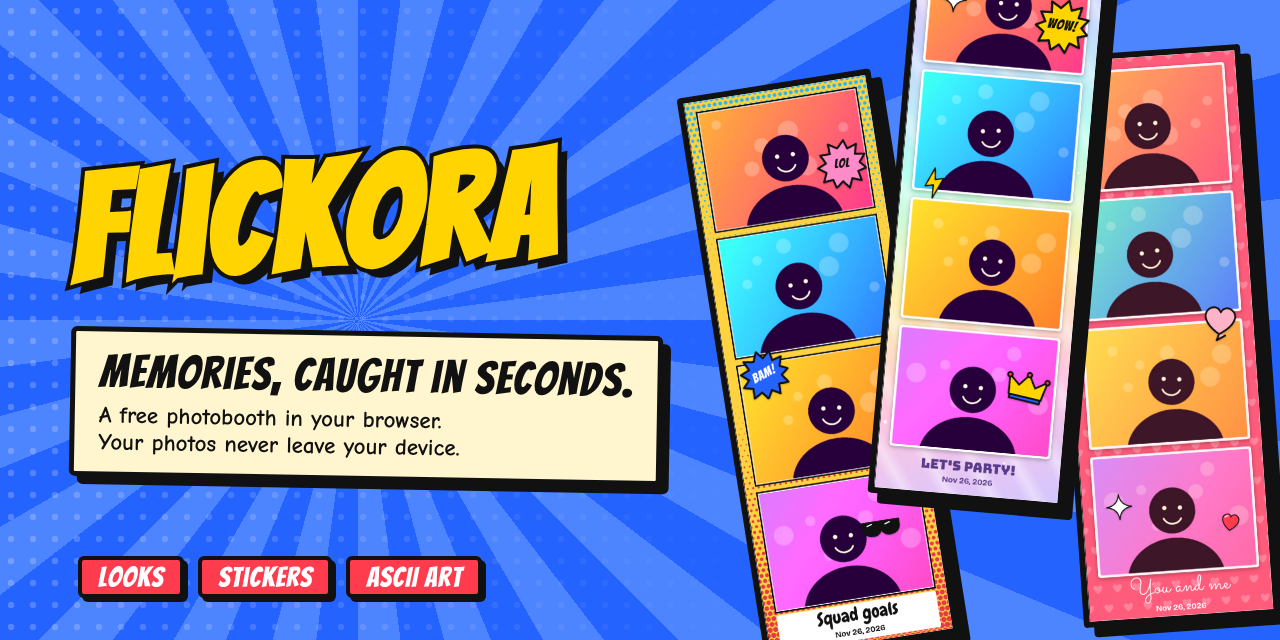 FLICKORA
MEMORIES, CAUGHT IN SECONDS.
A free photobooth in your browser.
Your photos never leave your device.
LOOKS
STICKERS
ASCII ART
LOL
BAM!
Squad goals
Nov 26, 2026
WOW!
LET'S PARTY!
Nov 26, 2026
You and me
Nov 26, 2026